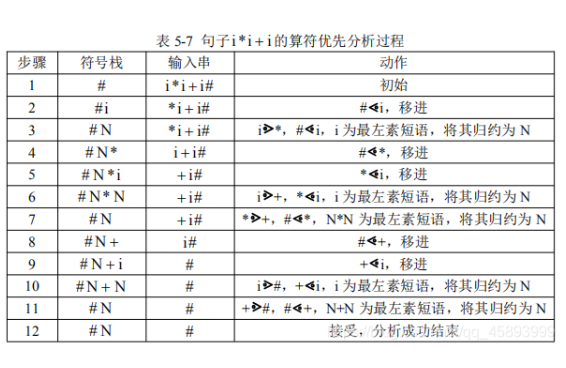 表 5-7 句子 i*i+i 的算符优先分析过程
步骤 符号栈 输入串 动作
1 # i*i+i# 初始
2 #i *i+i# #⋖i，移进
3 #N *i+i# i⋗*，#⋖i，i 为最左素短语，将其归约为 N
4 #N* i+i# #⋖*，移进
5 #N*i +i# *⋖i，移进
6 #N*N +i# i⋗+，*⋖i，i 为最左素短语，将其归约为 N
7 #N +i# *⋗+，#⋖*，N*N 为最左素短语，将其归约为 N
8 #N+ i# #⋖+，移进
9 #N+i # +⋖i，移进
10 #N+N # i⋗#，+⋖i，i 为最左素短语，将其归约为 N
11 #N # +⋗#，#⋖+，N+N 为最左素短语，将其归约为 N
12 #N # 接受，分析成功结束
qq_45893999